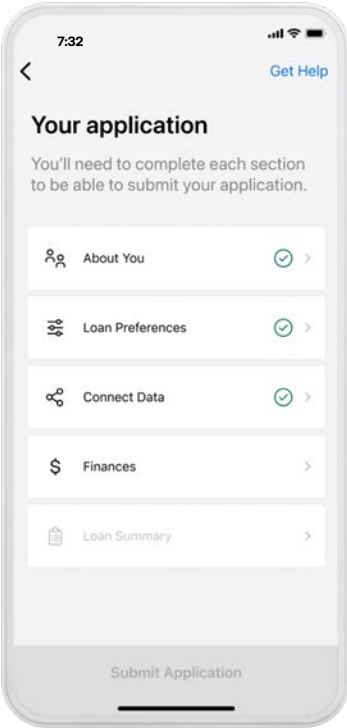 7:32
Get Help
Your application
You'll need to complete each section
to be able to submit your application.
About You
Loan Preferences
Connect Data
$ Finances
Loan Summary
Submit Application